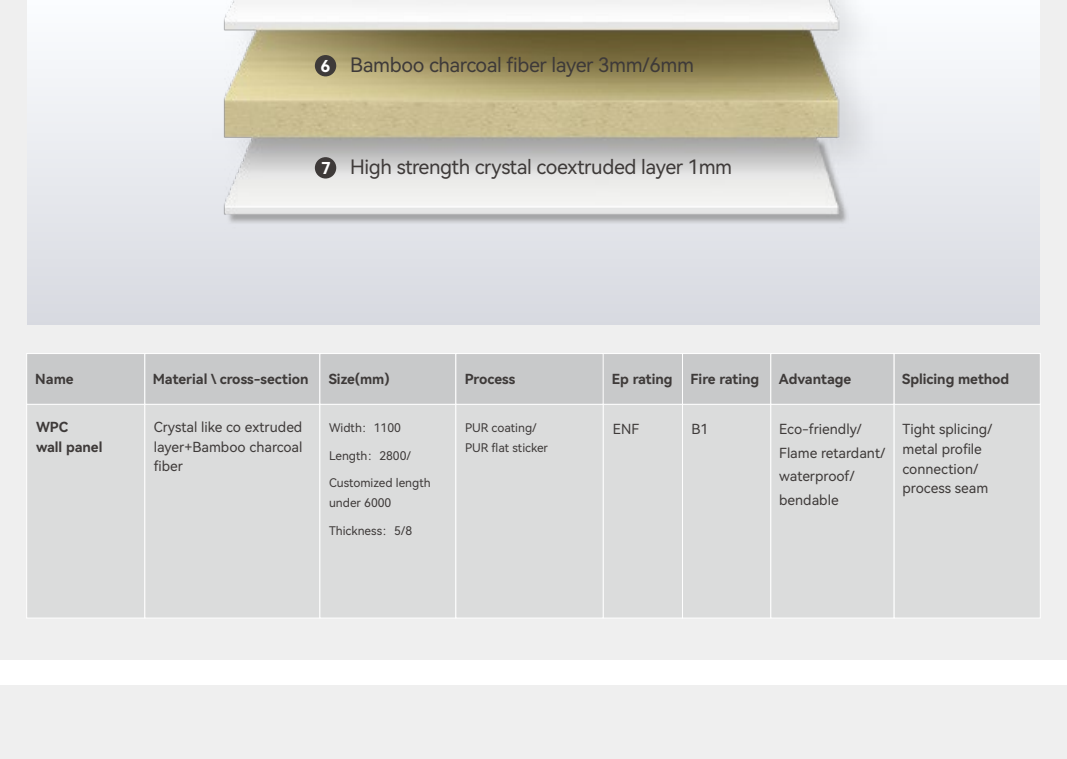 6 Bamboo charcoal fiber layer 3mm/6mm
7 High strength crystal coextruded layer 1mm
Name
Material \ cross-section
Size(mm)
Process
Ep rating
Fire rating
Advantage
Splicing method
WPC
wall panel
Crystal like co extruded
layer+Bamboo charcoal
fiber
Width: 1100
Length: 2800/
Customized length
under 6000
Thickness: 5/8
PUR coating/
PUR flat sticker
ENF
B1
Eco-friendly/
Flame retardant/
waterproof/
bendable
Tight splicing/
metal profile
connection/
process seam